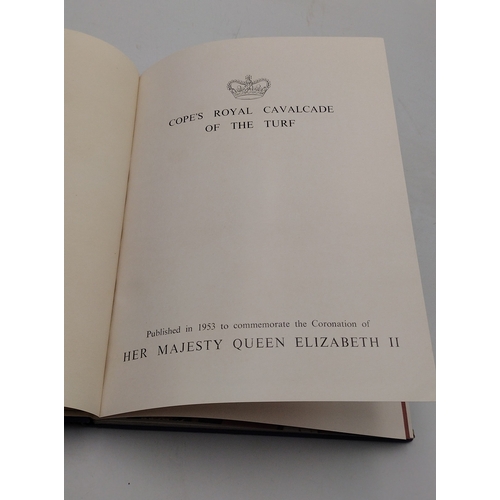 COPE'S ROYAL CAVALCADE
OF THE TURF
Published in 1953 to commemorate the Coronation of
HER MAJESTY QUEEN ELIZABETH II